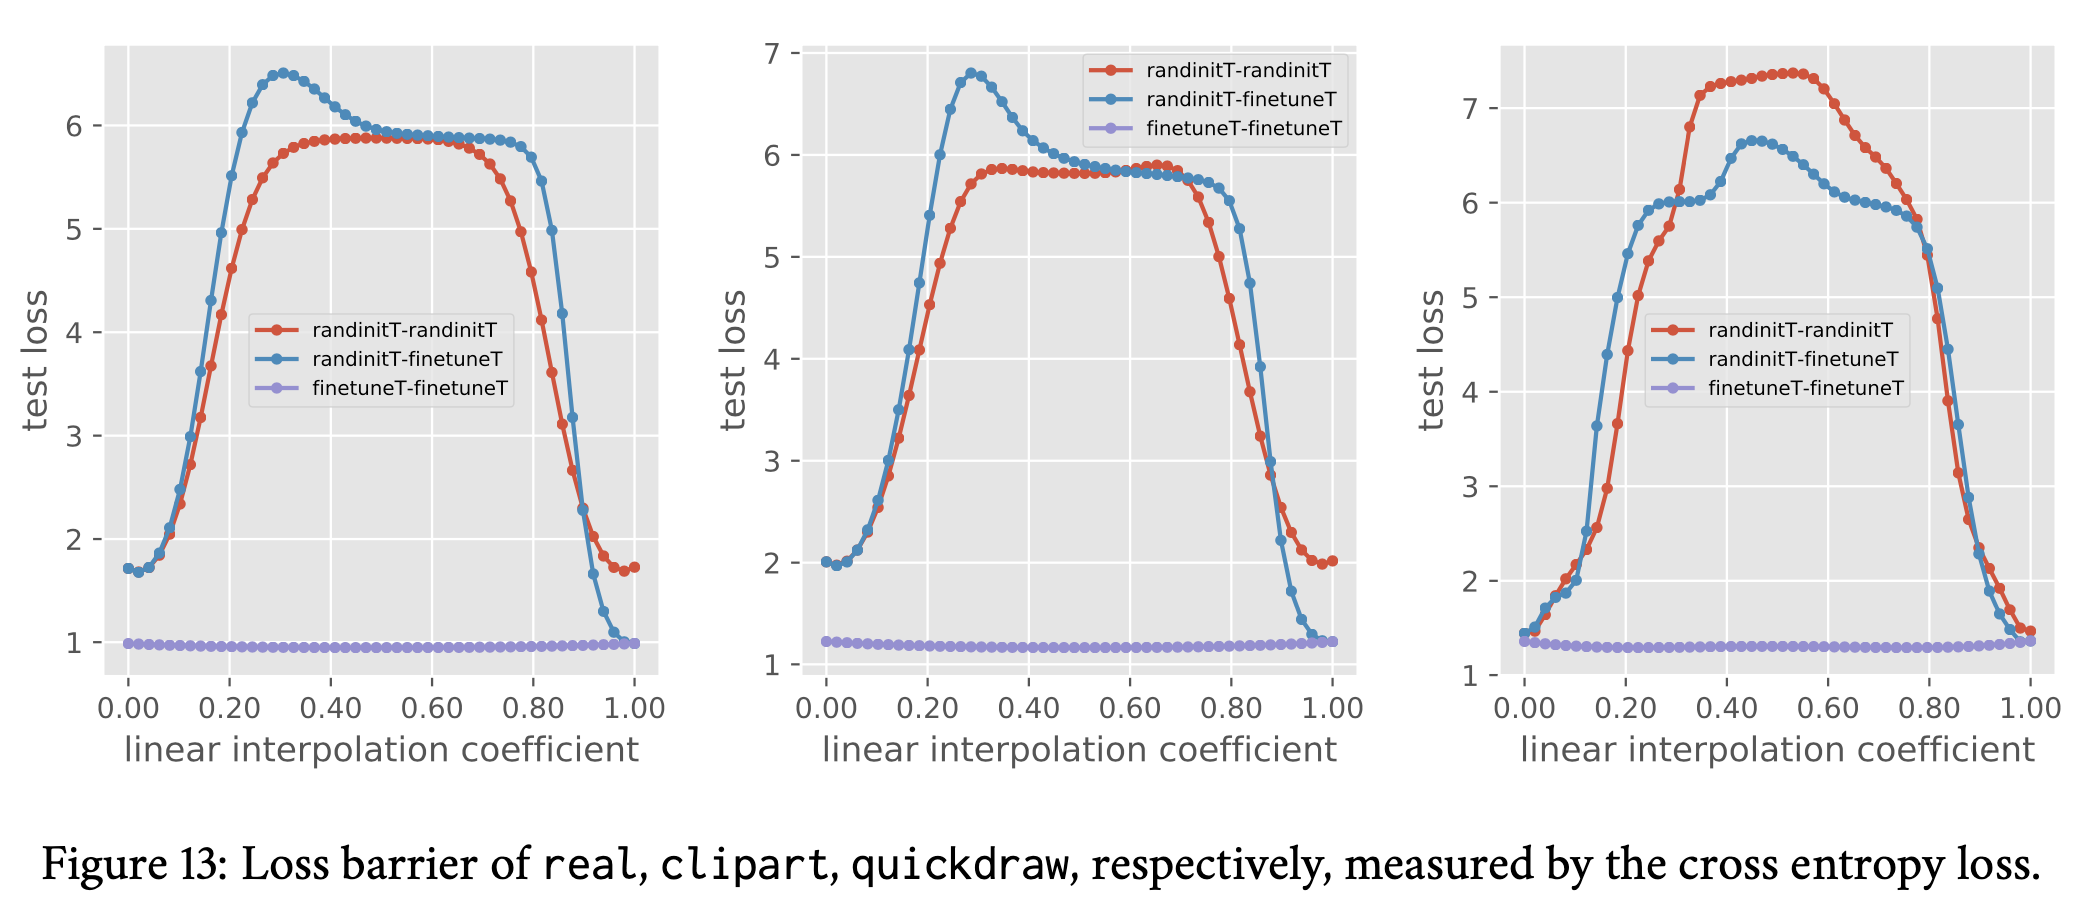 6
5
4
3
2
1
test loss
randinitT-randinitT
randinitT-finetuneT
finetuneT-finetuneT
0.00 0.20 0.40 0.60 0.80 1.00
linear interpolation coefficient
7
6
5
4
3
2
1
test loss
randinitT-randinitT
randinitT-finetuneT
finetuneT-finetuneT
0.00 0.20 0.40 0.60 0.80 1.00
linear interpolation coefficient
7
6
5
4
3
2
1
test loss
randinitT-randinitT
randinitT-finetuneT
finetuneT-finetuneT
0.00 0.20 0.40 0.60 0.80 1.00
linear interpolation coefficient
Figure 13: Loss barrier of real, clipart, quickdraw, respectively, measured by the cross entropy loss.